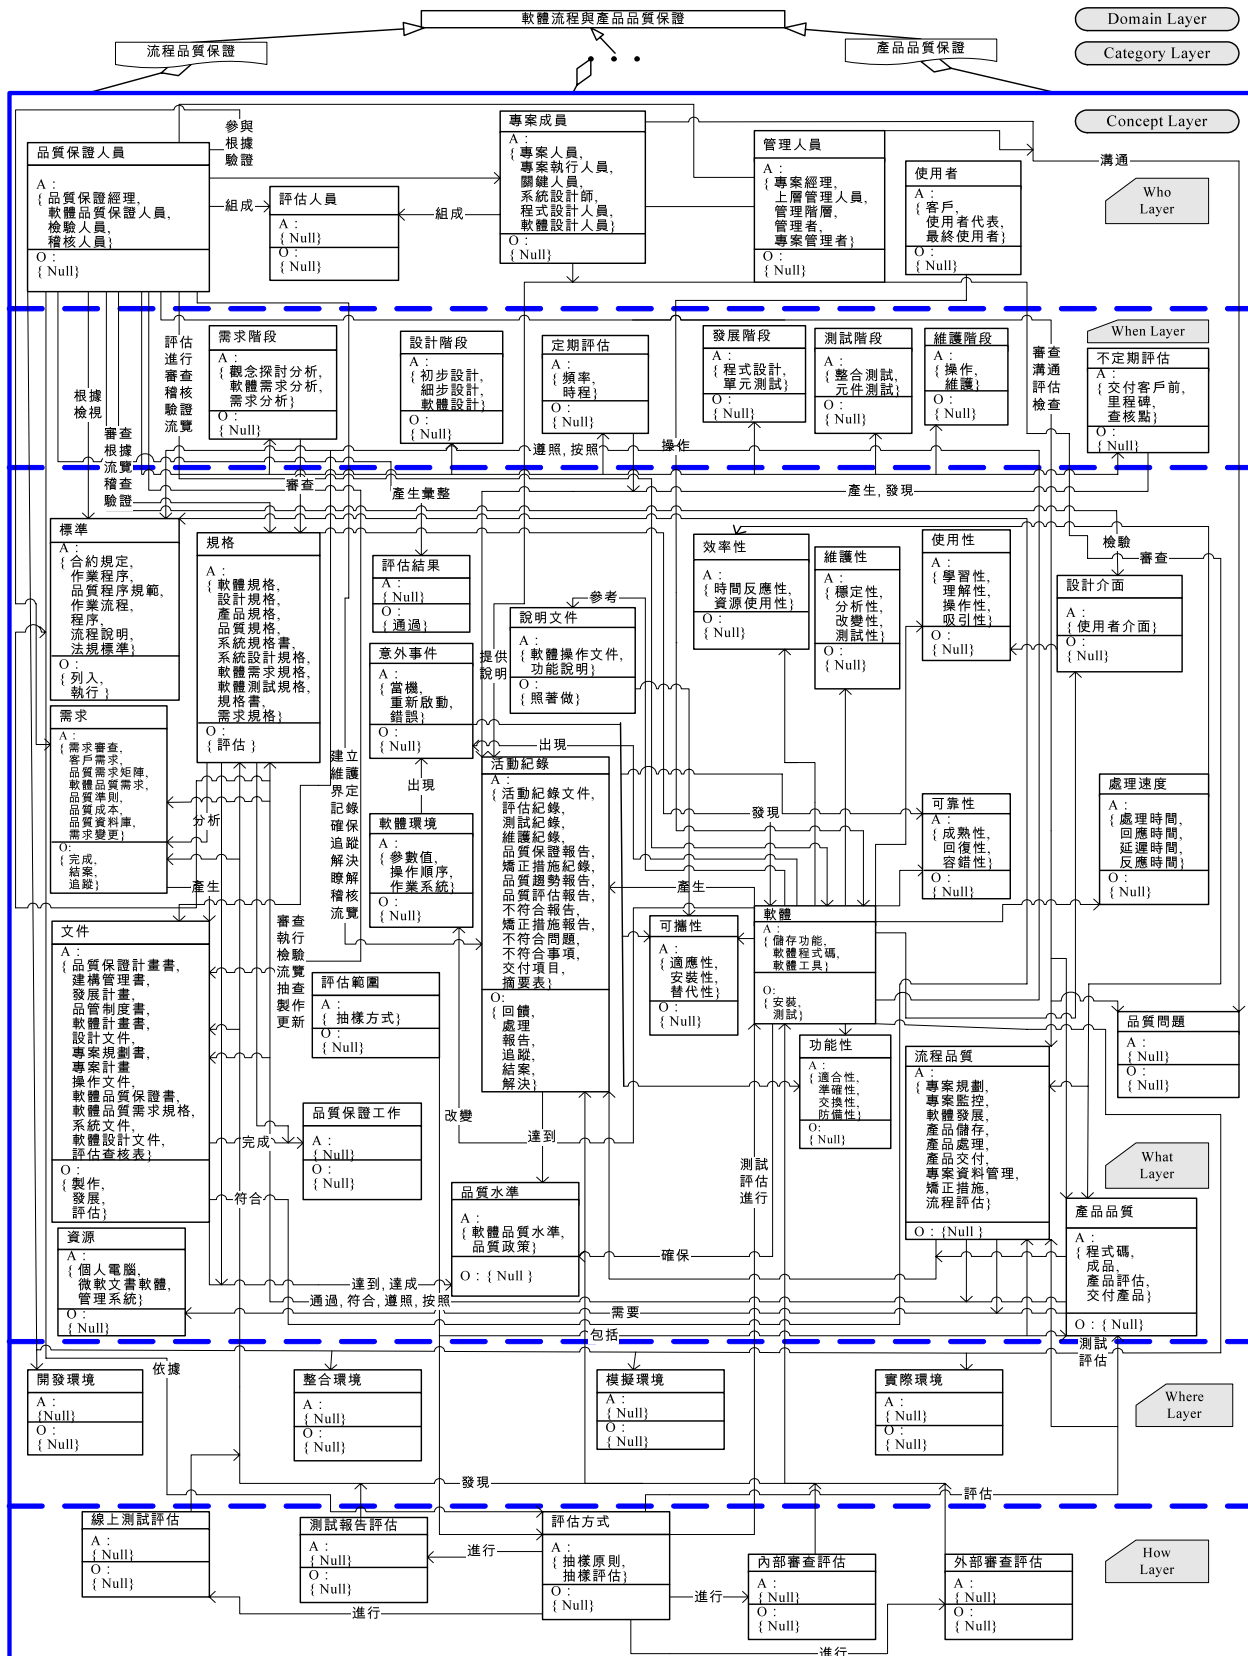 軟體流程與產品品質保證
Domain Layer
流程品質保證
產品品質保證
Category Layer
Concept Layer
參與
根據
驗證
品質保證人員
A：
{ 品質保證經理,
軟體品質保證人員,
檢驗人員,
稽核人員}
O：
{ Null}
組成
評估人員
A：
{ Null}
O：
{ Null}
組成
專案成員
A：
{ 專案人員,
專案執行人員,
關鍵人員,
系統設計師,
程式設計人員,
軟體設計人員}
O：
{ Null}
管理人員
A：
{ 專案經理,
上層管理人員,
管理階層,
管理者,
專案管理者}
O：
{ Null}
使用者
A：
{ 客戶,
使用者代表,
最終使用者}
O：
{ Null}
溝通
Who
Layer
When Layer
評估
進行
審查
稽核
驗證
流覽
根據
檢視
審查
根據
流覽
稽查
驗證
需求階段
A：
{ 觀念探討分析,
軟體需求分析,
需求分析}
O：
{ Null}
審查
設計階段
A：
{ 初步設計,
細步設計,
軟體設計}
O：
{ Null}
定期評估
A：
{ 頻率,
時程}
O：
{ Null}
遵照, 按照
操作
發展階段
A：
{ 程式設計,
單元測試}
O：
{ Null}
測試階段
A：
{ 整合測試,
元件測試}
O：
{ Null}
維護階段
A：
{ 操作,
維護}
O：
{ Null}
審查
溝通
評估
檢查
不定期評估
A：
{ 交付客戶前,
里程碑,
查核點}
O：
{ Null}
產生彙整
產生, 發現
檢驗
審查
標準
A：
{ 合約規定,
作業程序,
品質程序規範,
作業流程,
程序,
流程說明,
法規標準}
O：
{ 列入,
執行 }
規格
A：
{ 軟體規格,
設計規格,
產品規格,
品質規格,
系統規格書,
系統設計規格,
軟體需求規格,
軟體測試規格,
規格書,
需求規格}
O：
{ 評估 }
評估結果
A：
{ Null}
O：
{ 通過}
意外事件
A：
{ 當機,
重新啟動,
錯誤}
O：
{ Null}
參考
說明文件
A：
{ 軟體操作文件,
功能說明}
O：
{ 照著做}
提供
說明
效率性
A：
{ 時間反應性,
資源使用性}
O：
{ Null}
維護性
A：
{ 穩定性,
分析性,
改變性,
測試性}
O：
{ Null}
使用性
A：
{ 學習性,
理解性,
操作性,
吸引性}
O：
{ Null}
設計介面
A：
{ 使用者介面}
O：
{ Null}
需求
A：
{ 需求審查,
客戶需求,
品質需求矩陣,
軟體品質需求,
品質準則,
品質成本,
品質資料庫,
需求變更}
O：
{ 完成,
結案,
追蹤}
分析
產生
建立
維護
界定
記錄
確保
追蹤
解決
瞭解
稽核
流覽
出現
出現
軟體環境
A：
{ 參數值,
操作順序,
作業系統}
O：
{ Null}
活動紀錄
A：
{ 活動紀錄文件,
評估紀錄,
測試紀錄,
維護紀錄,
品質保證報告,
矯正措施紀錄,
品質趨勢報告,
品質評估報告,
不符合報告,
矯正措施報告,
不符合問題,
不符合事項,
交付項目,
摘要表}
O：
{ 回饋,
處理
報告,
追蹤,
結案,
解決}
發現
產生
可靠性
A：
{ 成熟性,
回復性,
容錯性}
O：
{ Null}
處理速度
A：
{ 處理時間,
回應時間,
延遲時間,
反應時間}
O：
{ Null}
軟體
A：
{ 儲存功能,
軟體程式碼,
軟體工具}
O：
{ 安裝,
測試}
可攜性
A：
{ 適應性,
安裝性,
替代性}
O：
{ Null}
文件
A：
{ 品質保證計畫書,
建構管理書,
發展計畫,
品管制度書,
軟體計畫書,
設計文件,
專案規劃書,
專案計畫
操作文件,
軟體品質保證書,
軟體品質需求規格,
系統文件,
軟體設計文件,
評估查核表}
O：
{ 製作,
發展,
評估}
審查
執行
檢驗
流覽
抽查
製作
更新
評估範圍
A：
{ 抽樣方式}
O：
{ Null}
功能性
A：
{ 適合性,
準確性,
交換性,
防備性}
O：
{ Null}
流程品質
A：
{ 專案規劃,
專案監控,
軟體發展,
產品儲存,
產品處理,
產品交付,
專案資料管理,
矯正措施,
流程評估}
O：{Null }
品質問題
A：
{ Null}
O：
{ Null}
品質保證工作
A：
{ Null}
O：
{ Null}
完成
符合
改變
達到
測試
評估
進行
What
Layer
品質水準
A：
{ 軟體品質水準,
品質政策}
O：{ Null }
確保
產品品質
A：
{ 程式碼,
成品,
產品評估,
交付產品}
O：{ Null}
資源
A：
{ 個人電腦,
微軟文書軟體,
管理系統}
O：
{ Null}
達到, 達成
通過, 符合, 遵照, 按照
需要
包括
測試
評估
依據
開發環境
A：
{Null}
O：
{ Null}
整合環境
A：
{ Null}
O：
{ Null}
模擬環境
A：
{ Null}
O：
{ Null}
實際環境
A：
{ Null}
O：
{ Null}
Where
Layer
發現
評估
線上測試評估
A：
{ Null}
O：
{ Null}
測試報告評估
A：
{ Null}
O：
{ Null}
進行
進行
評估方式
A：
{ 抽樣原則,
抽樣評估}
O：
{ Null}
進行
進行
內部審查評估
A：
{ Null}
O：
{ Null}
外部審查評估
A：
{ Null}
O：
{ Null}
How
Layer